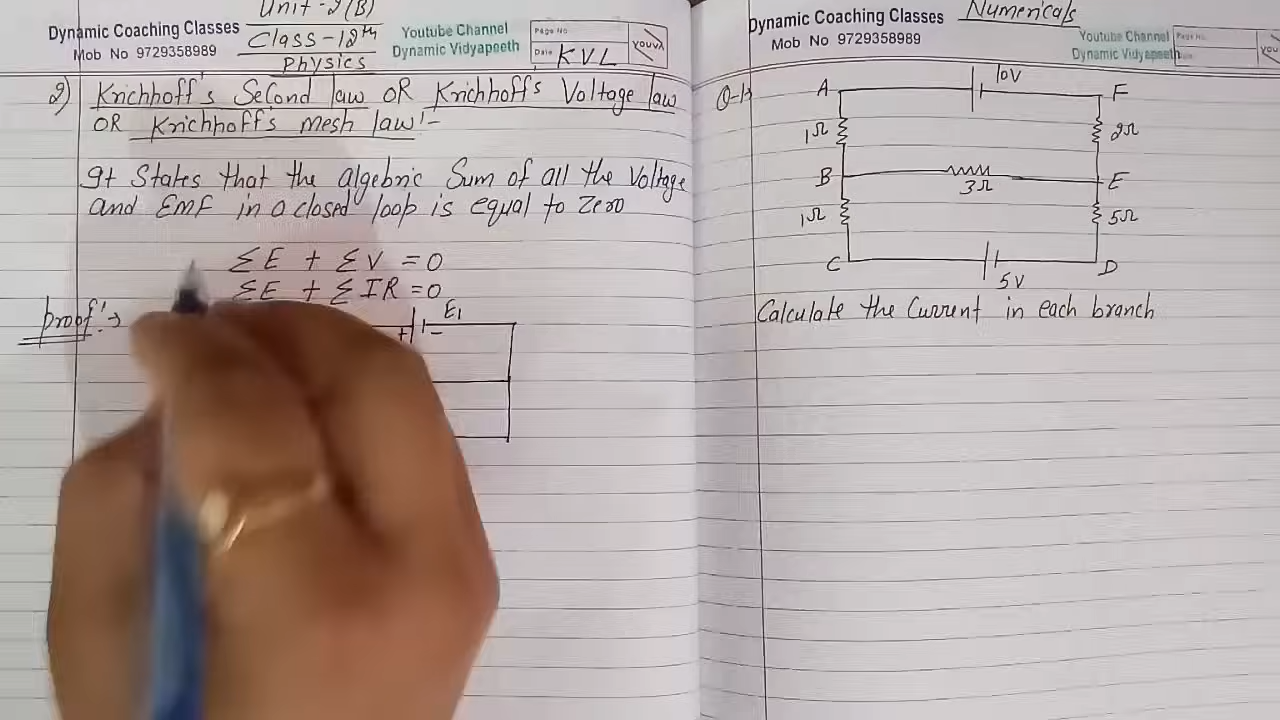 Unit-2(B)
Dynamic Coaching Classes
Mob No 9729358989
Class-12th
Physics
Youtube Channel
Dynamic Vidyapeeth
Page No
Date KVL
YOUVA
2) Krichhoff's Second law OR Krichhoff's Voltage law
OR Krichhoff's mesh law:-
It States that the algebric Sum of all the Voltage
and EMF in a closed loop is equal to Zero
ΣE + ΣV = 0
ΣE + ΣIR = 0
proof:→
E1
+ -
Dynamic Coaching Classes
Mob No 9729358989
Numericals
Youtube Channel
Dynamic Vidyapeeth
Q-1)
A 10V F
1Ω 2Ω
B 3Ω E
1Ω 5Ω
C 5V D
Calculate the Current in each branch